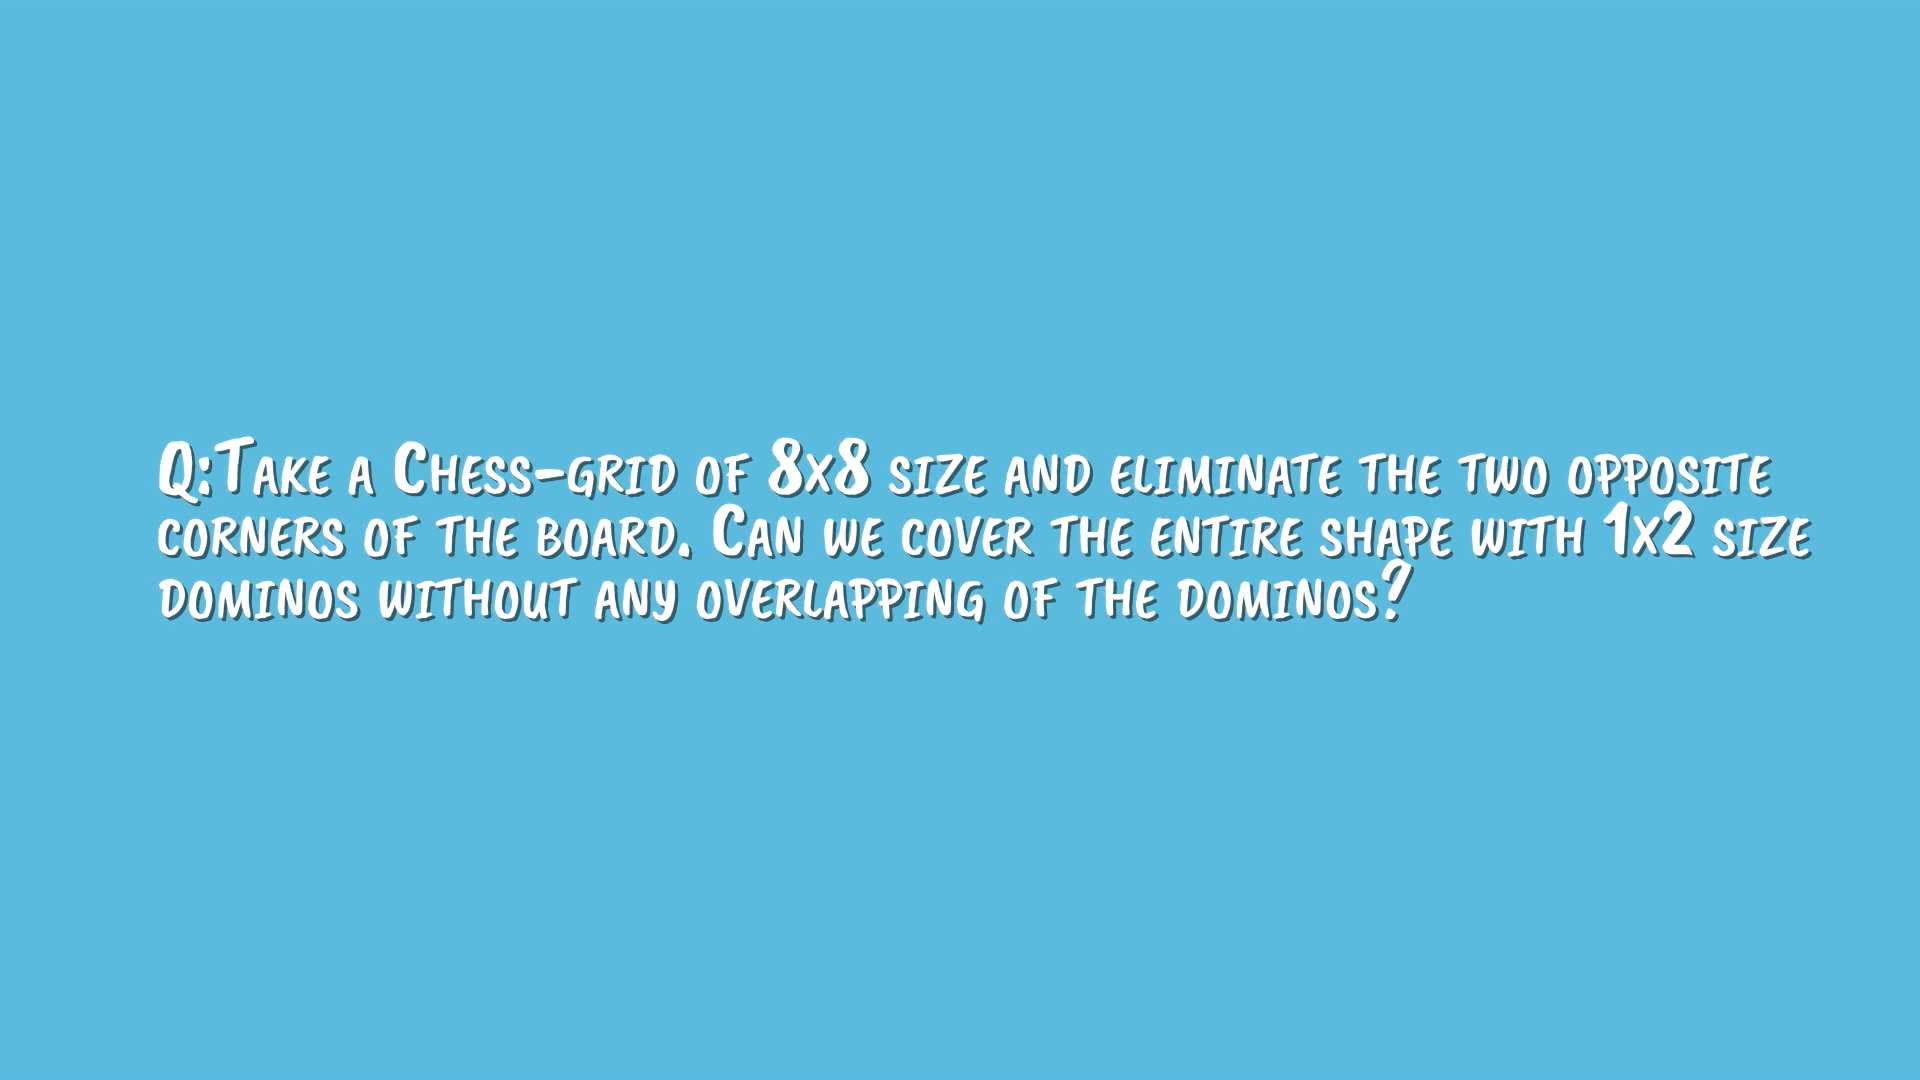 Q:Take a Chess-grid of 8x8 size and eliminate the two opposite
corners of the board. Can we cover the entire shape with 1x2 size
dominos without any overlapping of the dominos?